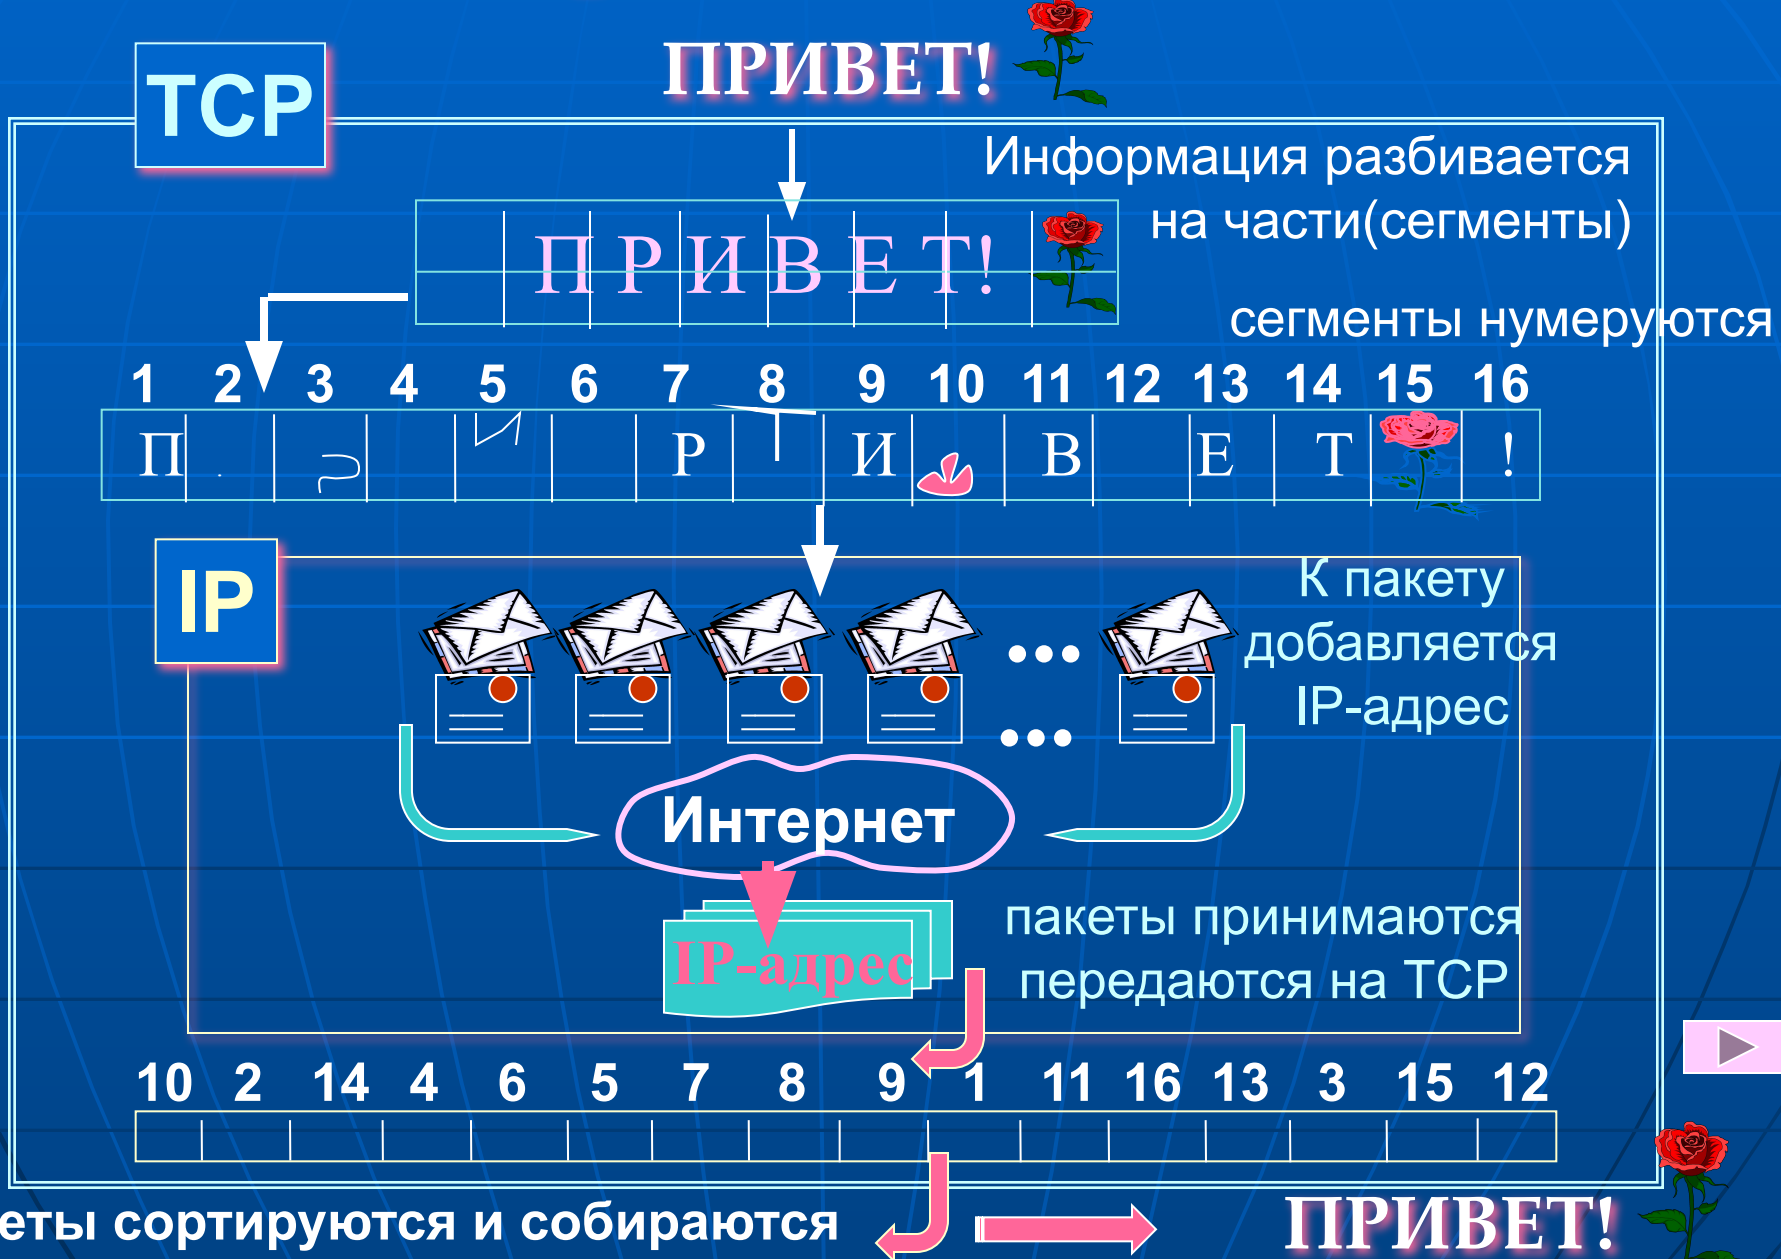 TCP
ПРИВЕТ!
Информация разбивается
на части(сегменты)
ПРИВЕТ!
сегменты нумеруются
1 2 3 4 5 6 7 8 9 10 11 12 13 14 15 16
П . И Р И В Е Т !
IP
К пакету
добавляется
IP-адрес
...
...
Интернет
IP-адрес
пакеты принимаются
передаются на TCP
10 2 14 4 6 5 7 8 9 1 11 16 13 3 15 12
сортируются и собираются
ПРИВЕТ!